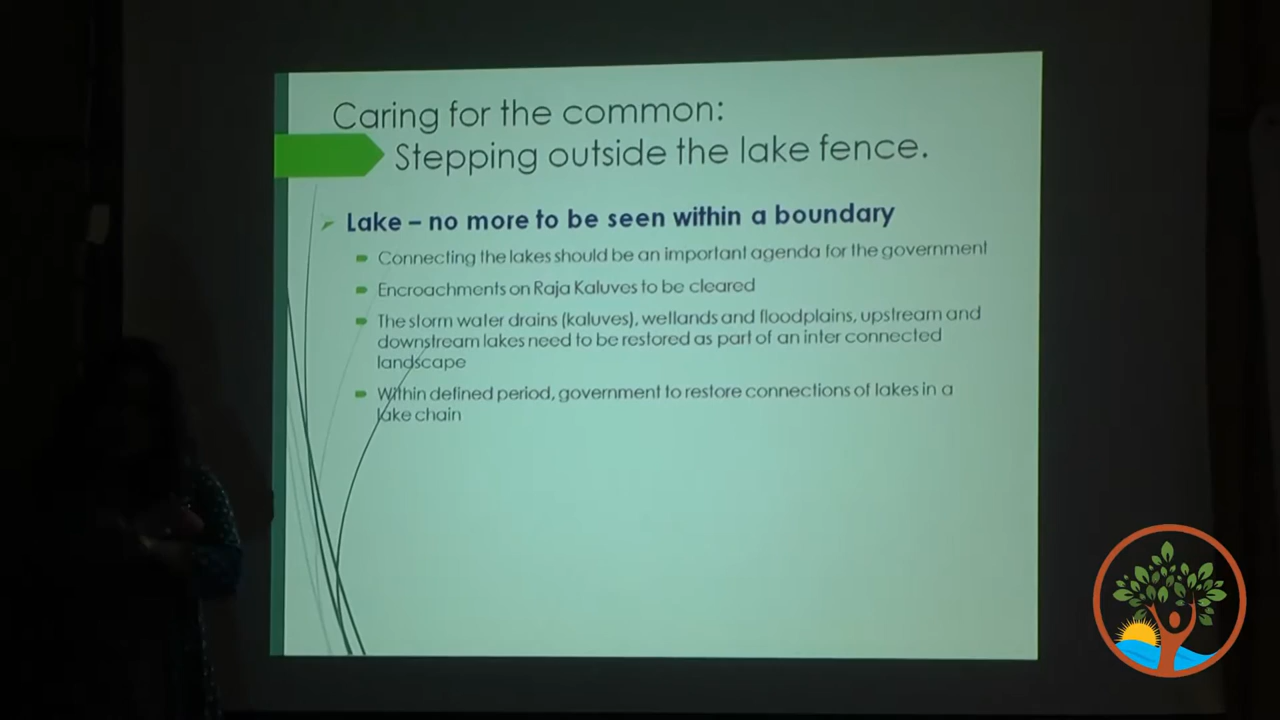 Caring for the common:
Stepping outside the lake fence.
Lake – no more to be seen within a boundary
Connecting the lakes should be an important agenda for the government
Encroachments on Raja Kaluves to be cleared
The storm water drains (kaluves), wetlands and floodplains, upstream and
downstream lakes need to be restored as part of an inter connected
landscape
Within defined period, government to restore connections of lakes in a
lake chain